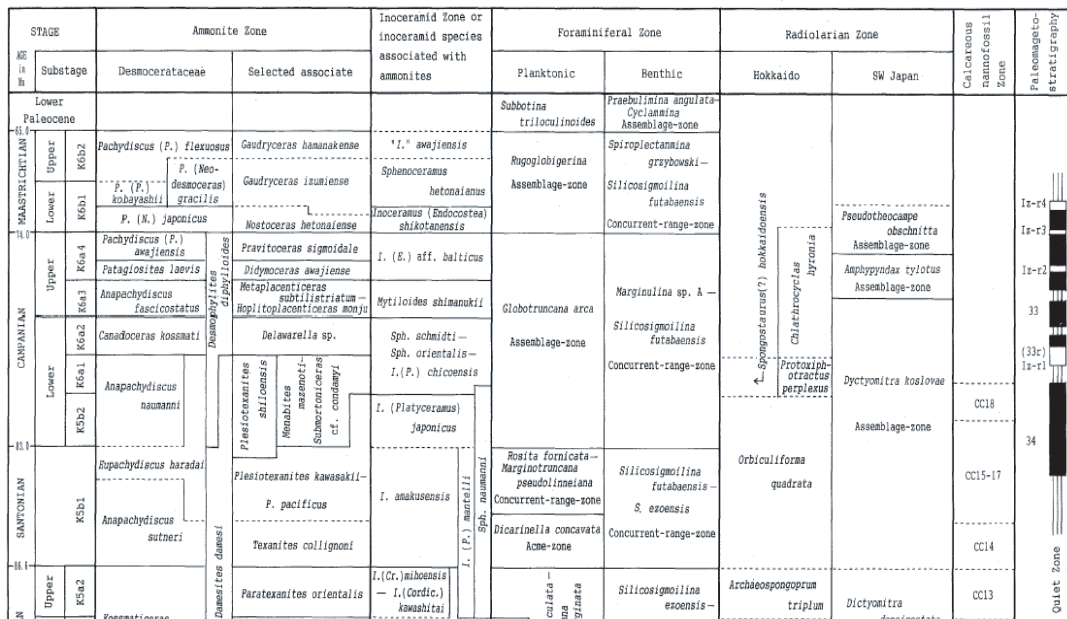 STAGE
Ammonite Zone
Inoceramid Zone or
inoceramid species
associated with
ammonites
Foraminiferal Zone
Radiolarian Zone
Calcareous
nannofossil
Zone
Paleomageto-
stratigraphy
AGE
in
Ma
Substage
Desmocerataceae
Selected associate
Planktonic
Benthic
Hokkaido
SW Japan
Lower
Paleocene
Subbotina
triloculinoides
Praebulimina angulata—
Cyclammina
Assemblage-zone
65.0
MAASTRICHTIAN
Upper
K6b2
Pachydiscus (P.) flexuosus
Gaudryceras hamanakense
"I." awajiensis
Rugoglobigerina
Assemblage-zone
Spiroplectammina
grzybowski—
Silicosigmoilina
futabaensis
Concurrent-range-zone
Lower
K6b1
P. (P.)
kobayashii
P. (Neo-
desmoceras)
gracilis
Gaudryceras izumiense
Sphenoceramus
hetonaianus
P. (N.) japonicus
Nostoceras hetonaiense
Inoceramus (Endocostea)
shikotanensis
74.0
CAMPANIAN
Upper
K6a4
Pachydiscus (P.)
awajiensis
Pravitoceras sigmoidale
I. (E.) aff. balticus
Patagiosites laevis
Didymoceras awajiense
K6a3
Anapachydiscus
fascicostatus
Metaplacenticeras
subtilistriatum—
Hoplitoplacenticeras monju
Mytiloides shimanukii
Desmophyllites
diphylloides
Globotruncana arca
Assemblage-zone
Marginulina sp. A —
Silicosigmoilina
futabaensis
Concurrent-range-zone
Lower
K6a2
Canadoceras kossmati
Delawarella sp.
Sph. schmidti—
Sph. orientalis—
I.(P.) chicoensis
K6a1
Anapachydiscus
naumanni
Plesiotexanites
shiloensis
Menabites
mazenoti-
Submortoniceras
cf. condamyi
K5b2
I. (Platyceramus)
japonicus
← Spongostaurus(?) hokkaidoensis
Chlathrocyclas
hyronia
Protoxiph-
otractus
perplexus
Pseudotheocampe
obschnitta
Assemblage-zone
Amphypyndax tylotus
Assemblage-zone
Dyctyomitra koslovae
Assemblage-zone
CC18
83.0
SANTONIAN
K5b1
Eupachydiscus haradai
Plesiotexanites kawasakii—
P. pacificus
I. amakusensis
I. (P.) mantelli
Sph. naumanni
Rosita fornicata—
Marginotruncana
pseudolinneiana
Concurrent-range-zone
Silicosigmoilina
futabaensis—
S. ezoensis
Concurrent-range-zone
Orbiculiforma
quadrata
CC15-17
Anapachydiscus
sutneri
Texanites collignoni
Dicarinella concavata
Acme-zone
CC14
86.6
Upper
K5a2
Damesites damesi
Paratexanites orientalis
I.(Cr.)mihoensis
— I.(Cordic.)
kawashitai
Silicosigmoilina
ezoensis—
Archaeospongoprum
triplum
Dictyomitra
CC13
Iz-r4
Iz-r3
Iz-r2
33
(33r)
Iz-r1
34
Quiet Zone